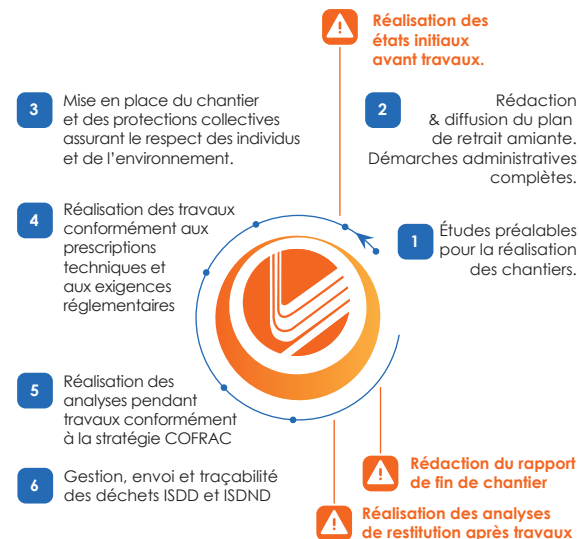 Réalisation des
états initiaux
avant travaux.
1
Études préalables
pour la réalisation
des chantiers.
2
Rédaction
& diffusion du plan
de retrait amiante.
Démarches administratives
complètes.
3
Mise en place du chantier
et des protections collectives
assurant le respect des individus
et de l'environnement.
4
Réalisation des travaux
conformément aux
prescriptions
techniques et
aux exigences
réglementaires
5
Réalisation des
analyses pendant
travaux conformément
à la stratégie COFRAC
6
Gestion, envoi et traçabilité
des déchets ISDD et ISDND
Rédaction du rapport
de fin de chantier
Réalisation des analyses
de restitution après travaux